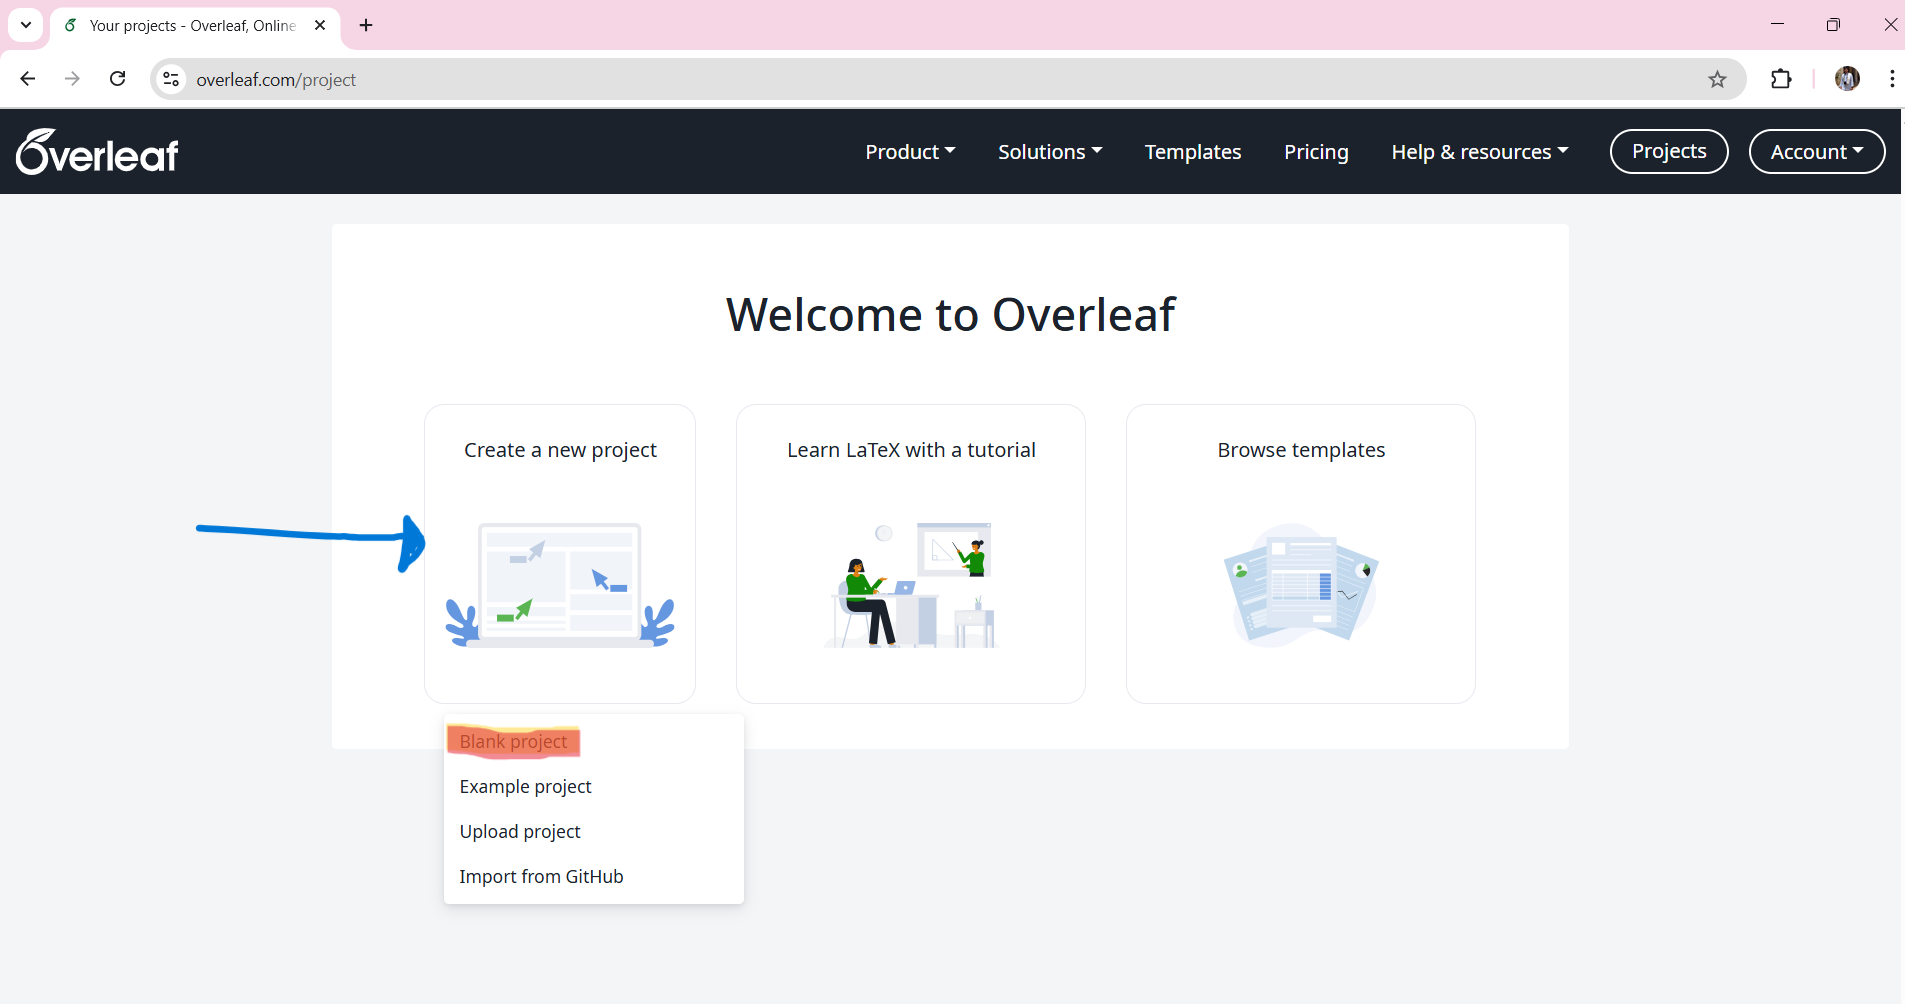 Your projects - Overleaf, Online
overleaf.com/project
Overleaf
Product
Solutions
Templates
Pricing
Help & resources
Projects
Account
Welcome to Overleaf
Create a new project
Learn LaTeX with a tutorial
Browse templates
Blank project
Example project
Upload project
Import from GitHub